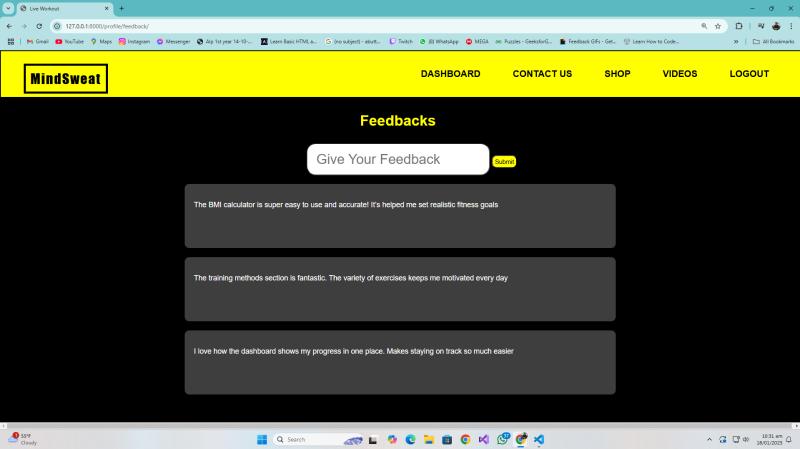 Live Workout
127.0.0.1:8000/profile/feedback/
Gmail
YouTube
Maps
Instagram
Messenger
Alp 1st year 14-10-...
Learn Basic HTML a...
(no subject) - akutt...
Twitch
(0) WhatsApp
MEGA
Puzzles - GeeksforG...
Feedback Gifs - Get...
Learn How to Code...
All Bookmarks
MindSweat
DASHBOARD
CONTACT US
SHOP
VIDEOS
LOGOUT
Feedbacks
Give Your Feedback
Submit
The BMI calculator is super easy to use and accurate! It's helped me set realistic fitness goals
The training methods section is fantastic. The variety of exercises keeps me motivated every day
I love how the dashboard shows my progress in one place. Makes staying on track so much easier
Cloudy
Search
10:31 am
18/01/2025